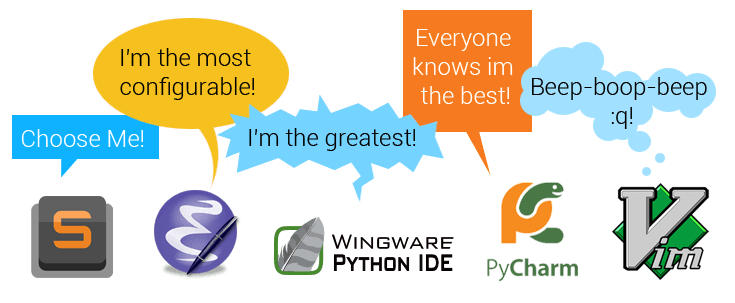 I'm the most
configurable!
Everyone
knows im
the best!
Beep-boop-beep
:q!
Choose Me!
I'm the greatest!
S
WINGWARE
PYTHON IDE
PC
PyCharm
Vim